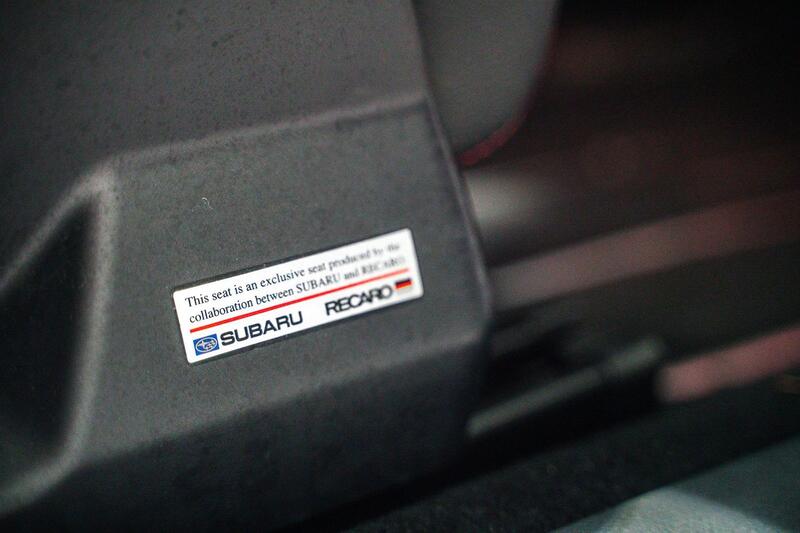 This seat is an exclusive seat produced by the
collaboration between SUBARU and RECARO.
SUBARU RECARO